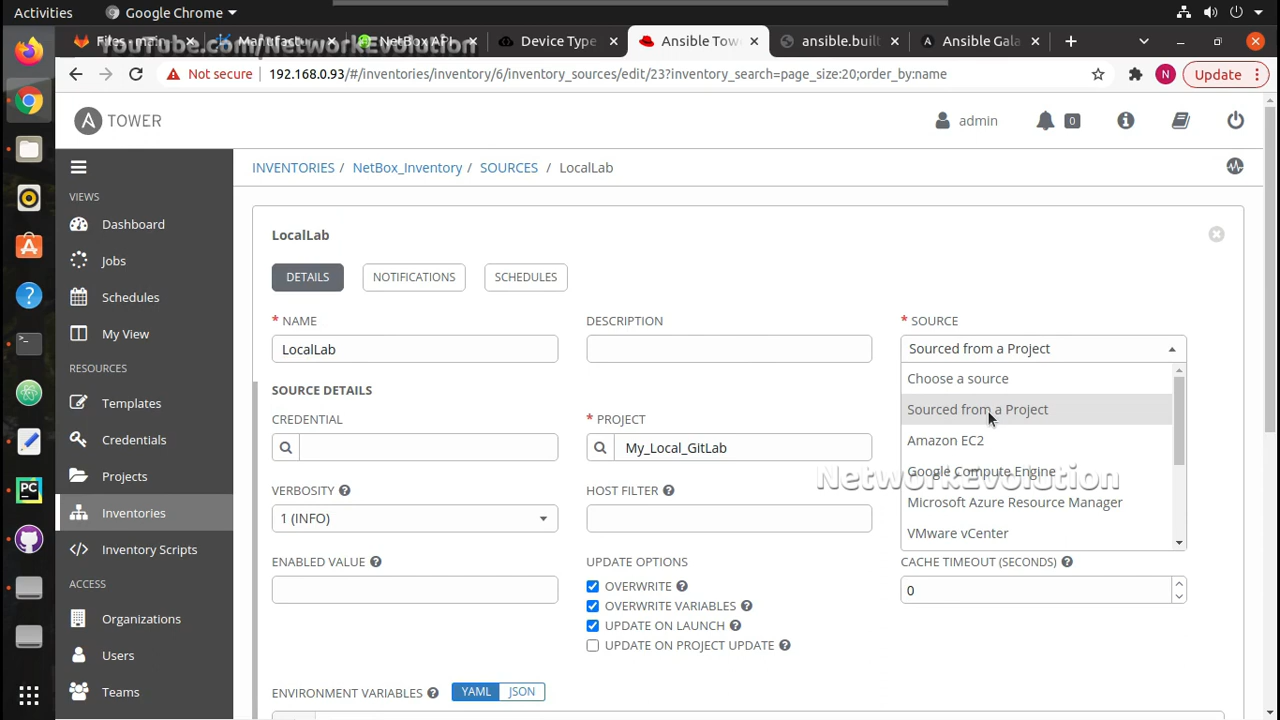 Activities
Google Chrome
Files · main
Manufactu
NetBox API
Device Type
Ansible Tow
ansible.built
Ansible Gala
Youtube.com/NetworkEvolution
Not secure
192.168.0.93/#/inventories/inventory/6/inventory_sources/edit/23?inventory_search=page_size:20;order_by:name
N
Update
A TOWER
admin
0
VIEWS
Dashboard
Jobs
Schedules
My View
RESOURCES
Templates
Credentials
Projects
Inventories
Inventory Scripts
ACCESS
Organizations
Users
Teams
INVENTORIES / NetBox_Inventory / SOURCES / LocalLab
LocalLab
DETAILS
NOTIFICATIONS
SCHEDULES
* NAME
LocalLab
DESCRIPTION
* SOURCE
Sourced from a Project
Choose a source
Sourced from a Project
Amazon EC2
Google Compute Engine
Microsoft Azure Resource Manager
VMware vCenter
NetworkEvolution
SOURCE DETAILS
CREDENTIAL
* PROJECT
My_Local_GitLab
VERBOSITY
1 (INFO)
HOST FILTER
ENABLED VALUE
UPDATE OPTIONS
OVERWRITE
OVERWRITE VARIABLES
UPDATE ON LAUNCH
UPDATE ON PROJECT UPDATE
CACHE TIMEOUT (SECONDS)
0
ENVIRONMENT VARIABLES
YAML
JSON
PC